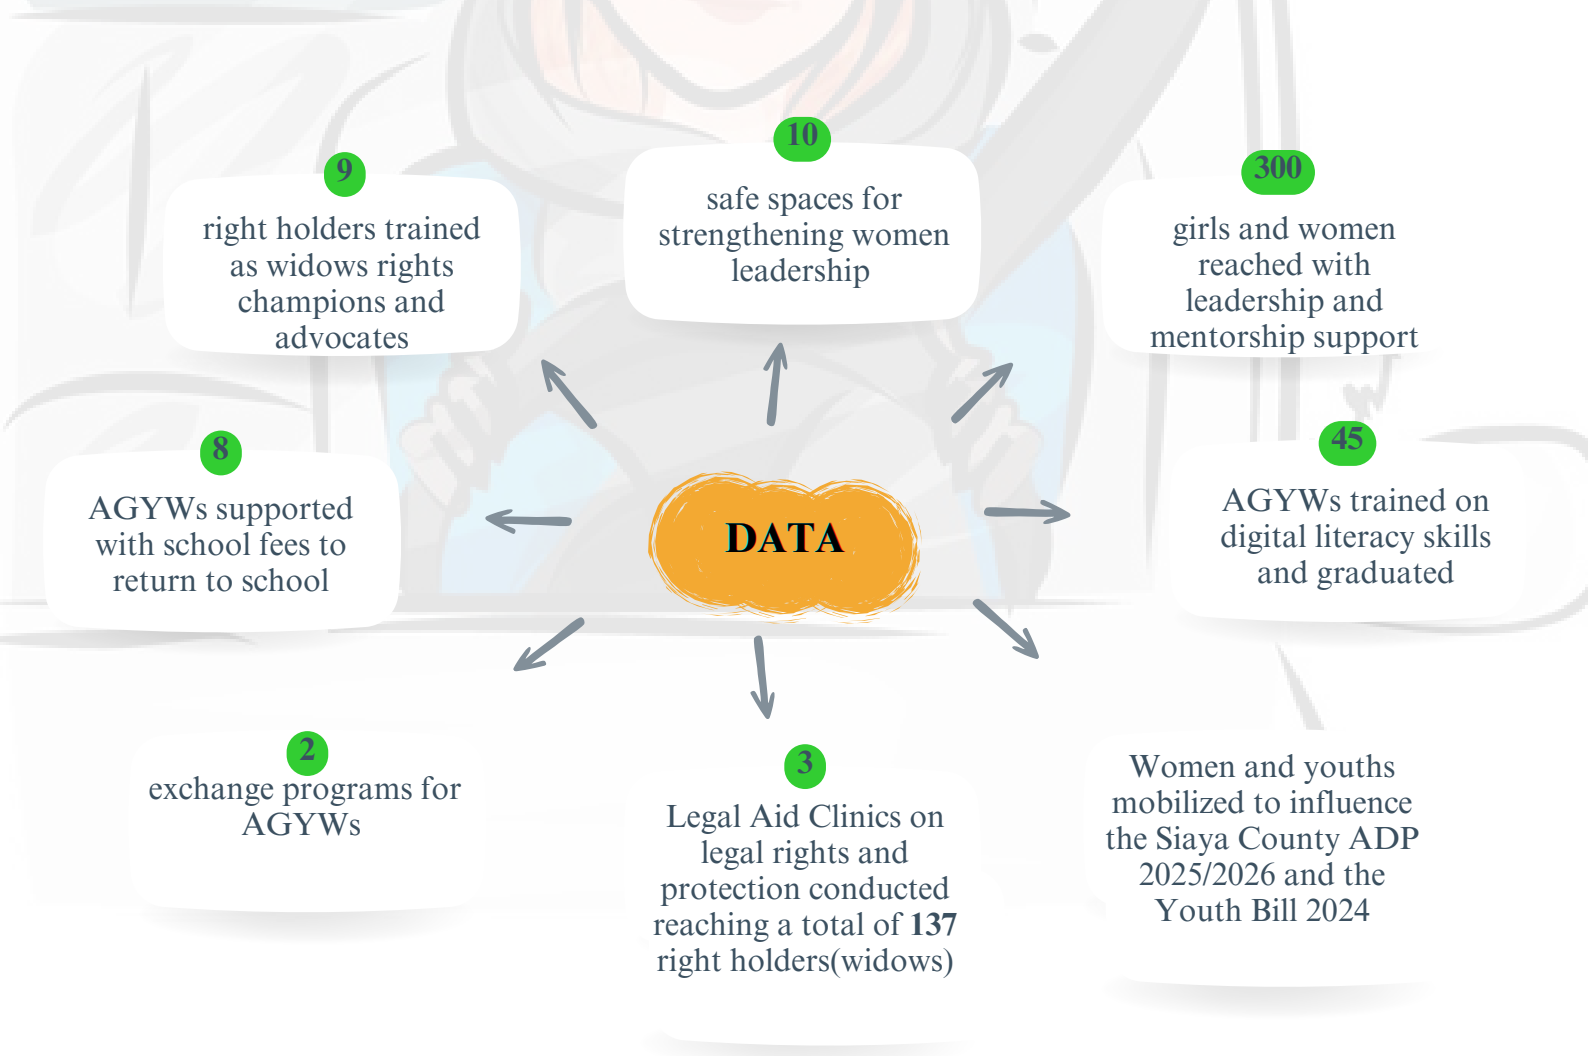 10
safe spaces for
strengthening women
leadership
9
right holders trained
as widows rights
champions and
advocates
300
girls and women
reached with
leadership and
mentorship support
8
AGYWs supported
with school fees to
return to school
DATA
45
AGYWs trained on
digital literacy skills
and graduated
2
exchange programs for
AGYWs
3
Legal Aid Clinics on
legal rights and
protection conducted
reaching a total of 137
right holders(widows)
Women and youths
mobilized to influence
the Siaya County ADP
2025/2026 and the
Youth Bill 2024